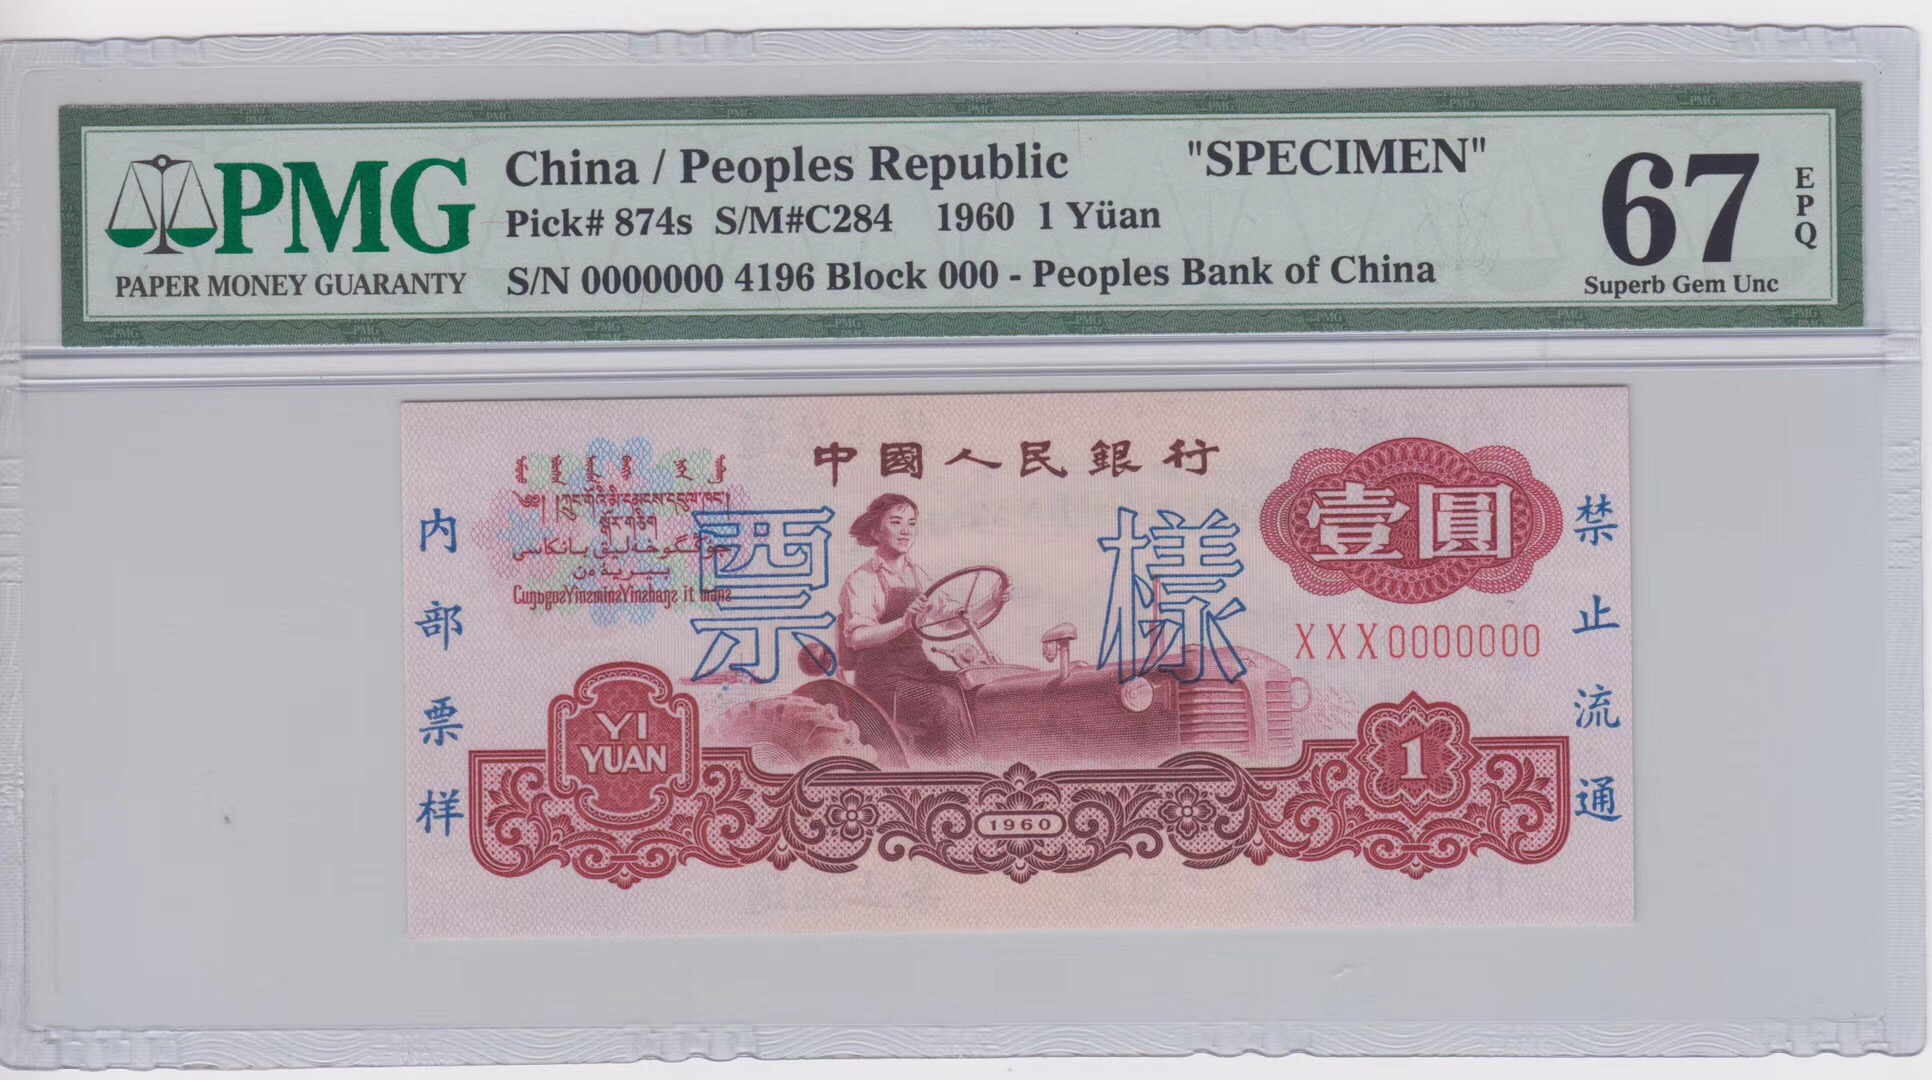 PMG
PAPER MONEY GUARANTY
China / Peoples Republic "SPECIMEN"
Pick# 874s S/M#C284 1960 1 Yüan
S/N 0000000 4196 Block 000 - Peoples Bank of China
67
EPQ
Superb Gem Unc
中國人民銀行
内部票样
票樣
壹圓
禁止流通
XXX0000000
YI
YUAN
1960
1